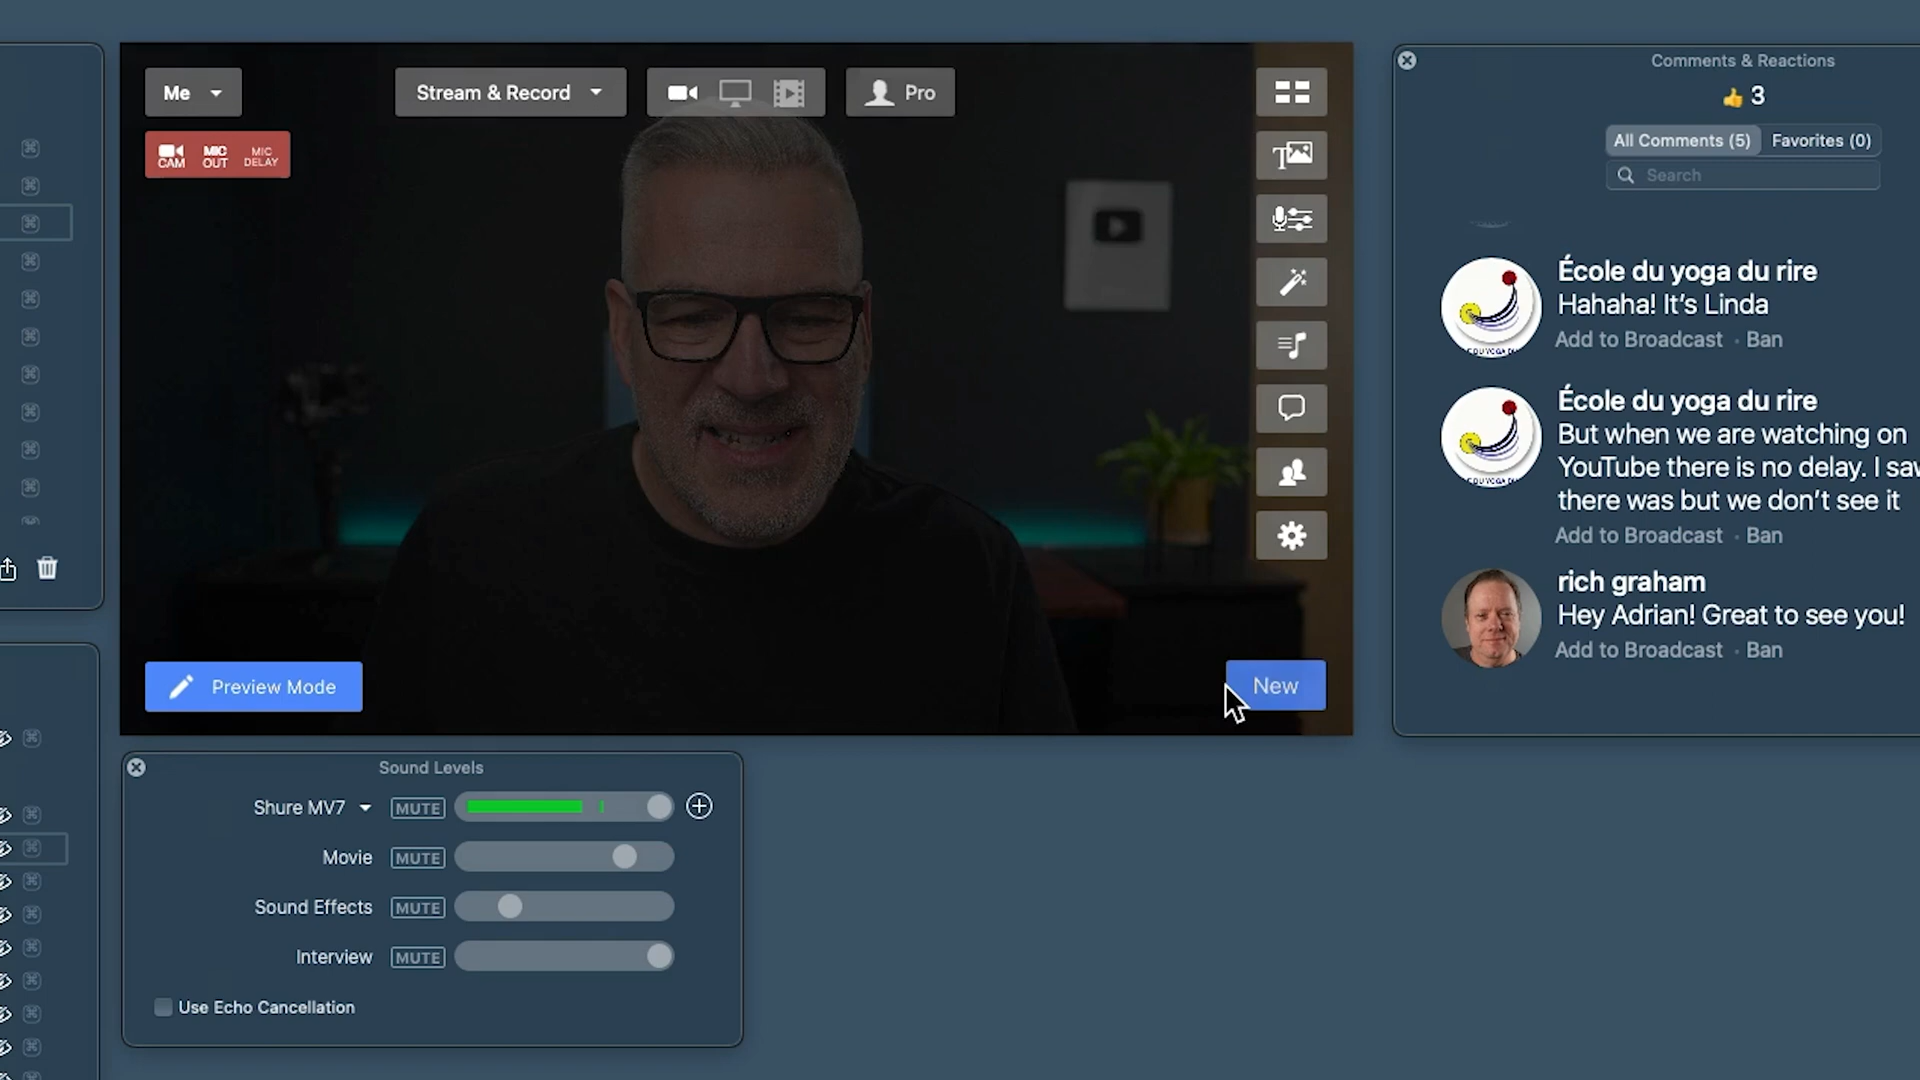 Me
Stream & Record
Pro
CAM
MIC OUT
MIC DELAY
Preview Mode
New
Comments & Reactions
👍 3
All Comments (5)
Favorites (0)
Search
École du yoga du rire
Hahaha! It's Linda
Add to Broadcast · Ban
École du yoga du rire
But when we are watching on
YouTube there is no delay. I saw
there was but we don't see it
Add to Broadcast · Ban
rich graham
Hey Adrian! Great to see you!
Add to Broadcast · Ban
Sound Levels
Shure MV7
MUTE
Movie
MUTE
Sound Effects
MUTE
Interview
MUTE
Use Echo Cancellation